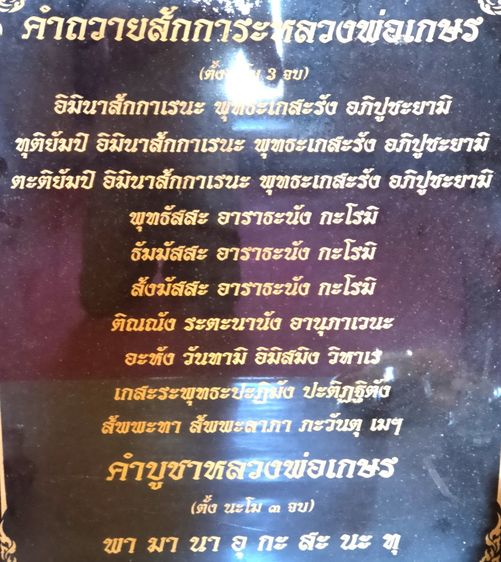 คำถวายสักการะหลวงพ่อเกษร
(ตั้ง 3 จบ)
อิมินาสักกาเรนะ พุทธะเกสะรัง อภิปูชะยามิ
ทุติยัมปิ อิมินาสักกาเรนะ พุทธะเกสะรัง อภิปูชะยามิ
ตะติยัมปิ อิมินาสักกาเรนะ พุทธะเกสะรัง อภิปูชะยามิ
พุทธัสสะ อาราธะนัง กะโรมิ
ธัมมัสสะ อาราธะนัง กะโรมิ
สังฆัสสะ อาราธะนัง กะโรมิ
ติณณัง ระตะนานัง อานุภาเวนะ
อะหัง วันทามิ อิมิสมิง วิหาเร
เกสะระพุทธะปะฏิมัง ปะติฏฐิตัง
สัพพะทา สัพพะลาภา ภะวันตุ เมฯ
คำบูชาหลวงพ่อเกษร
(ตั้ง นะโม ๓ จบ)
พา มา นา อุ กะ สะ นะ ทุ